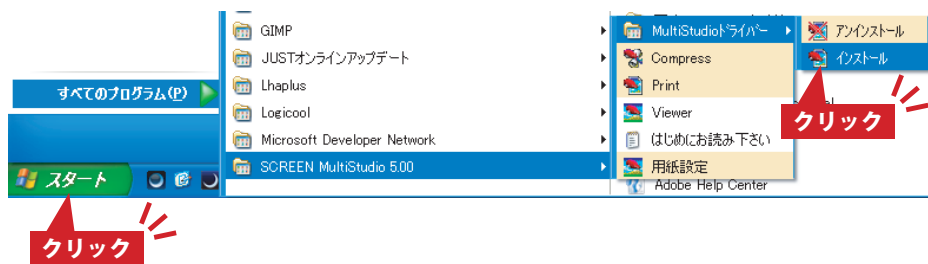 GIMP
JUSTオンラインアップデート
Lhaplus
Logicool
Microsoft Developer Network
SCREEN MultiStudio 5.00
すべてのプログラム(P)
スタート
クリック
MultiStudioドライバー
Compress
Print
Viewer
はじめにお読み下さい
用紙設定
Adobe Help Center
アンインストール
インストール
クリック